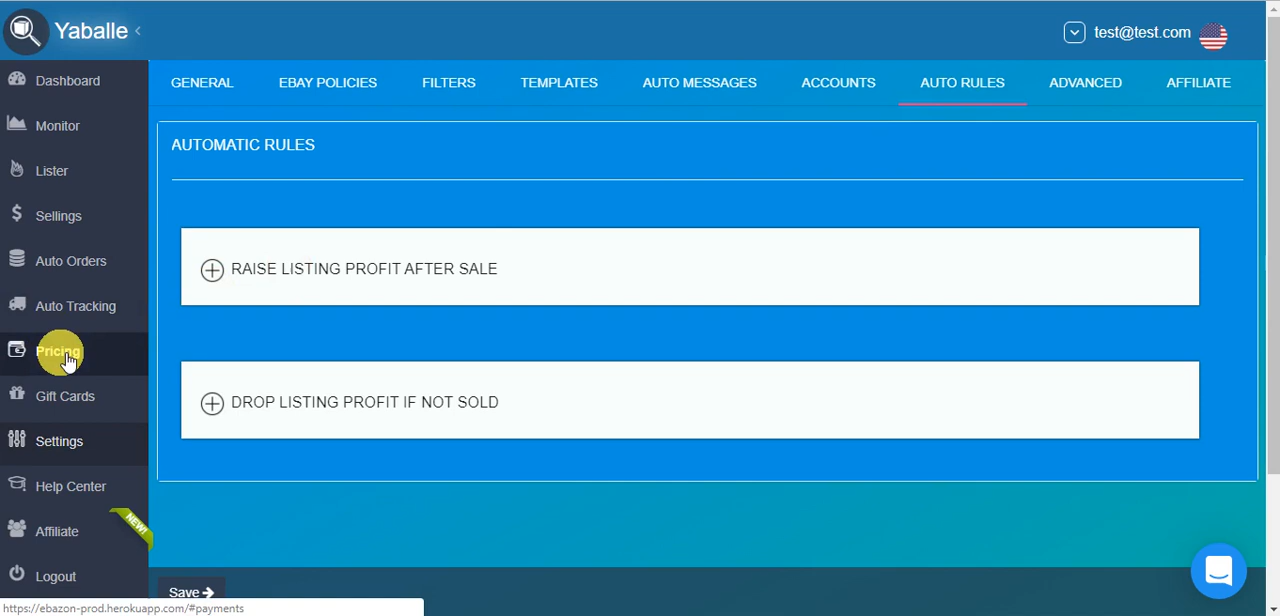 Yaballe
test@test.com
Dashboard
Monitor
Lister
Sellings
Auto Orders
Auto Tracking
Pricing
Gift Cards
Settings
Help Center
Affiliate
NEW!
Logout
GENERAL EBAY POLICIES FILTERS TEMPLATES AUTO MESSAGES ACCOUNTS AUTO RULES ADVANCED AFFILIATE
AUTOMATIC RULES
RAISE LISTING PROFIT AFTER SALE
DROP LISTING PROFIT IF NOT SOLD
Save
https://ebazon-prod.herokuapp.com/#payments